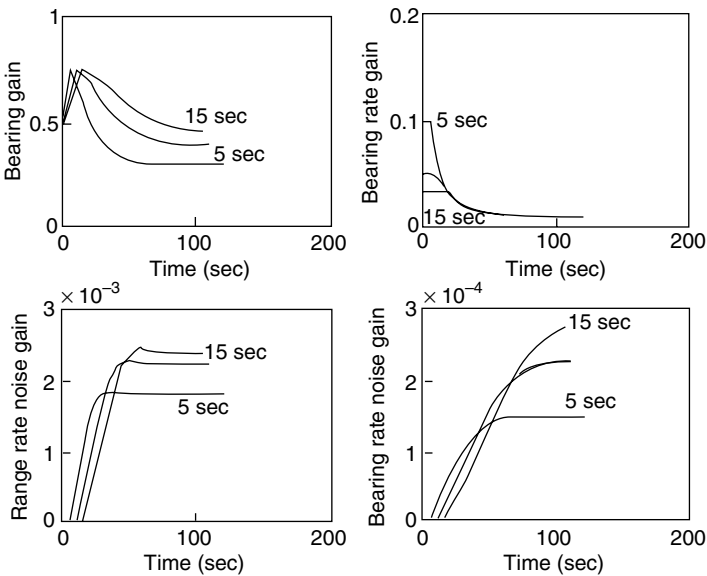 1
Bearing gain
0.5
15 sec
5 sec
0
0 100 200
Time (sec)
0.2
Bearing rate gain
0.1
5 sec
15 sec
0
0 100 200
Time (sec)
3 × 10⁻³
Range rate noise gain
2
15 sec
5 sec
1
0
0 100 200
Time (sec)
3 × 10⁻⁴
Bearing rate noise gain
15 sec
2
5 sec
1
0
0 100 200
Time (sec)